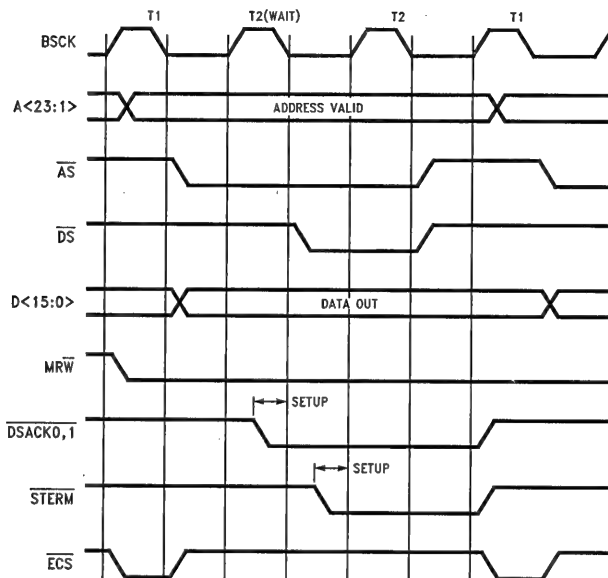 T1 T2(WAIT) T2 T1
BSCK
A<23:1> ADDRESS VALID
AS
DS
D<15:0> DATA OUT
MRW
SETUP
DSACK0,1
SETUP
STERM
ECS